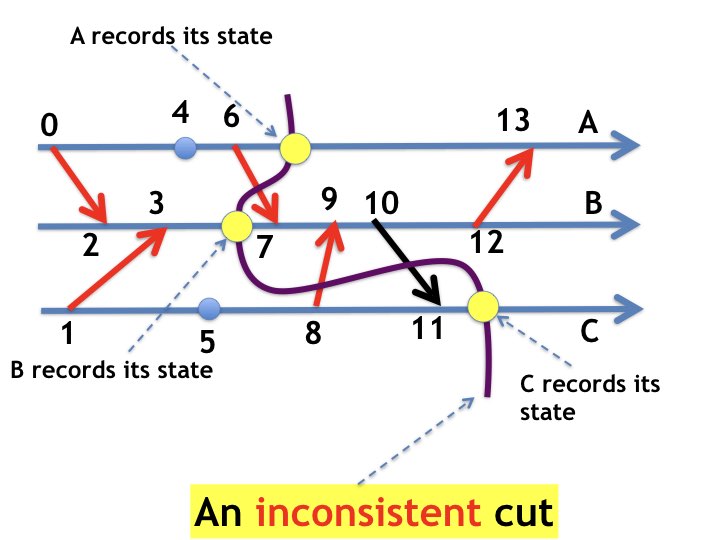 A records its state
0
4
6
13
A
3
9
10
B
2
7
12
1
5
8
11
C
B records its state
C records its
state
An inconsistent cut